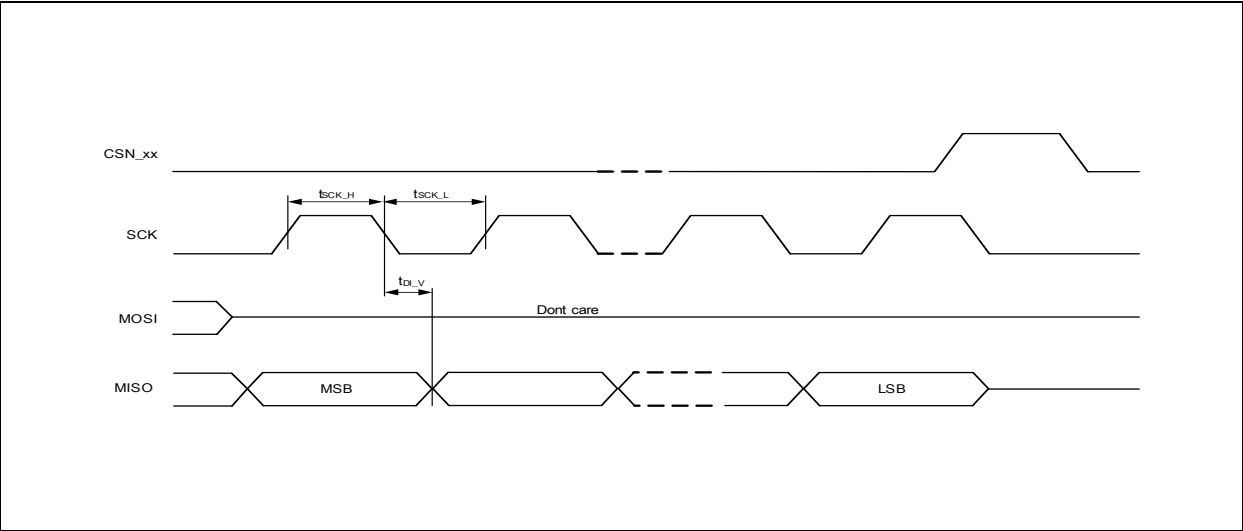 CSN_xx
tSCK_H tSCK_L
SCK
tDI_V
MOSI Dont care
MISO MSB LSB